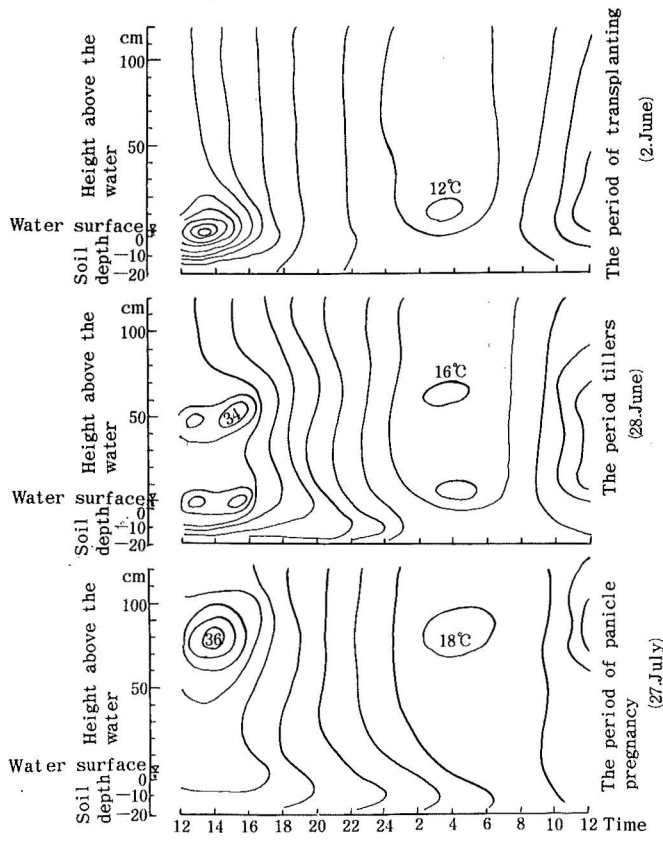 cm
100
50
0
−10
−20
Height above the
water
Water surface
Soil
depth
12℃
The period of transplanting
(2.June)
cm
100
50
0
−10
−20
Height above the
water
Water surface
Soil
depth
34
16℃
The period tillers
(28.June)
cm
100
50
0
−10
−20
Height above the
water
Water surface
Soil
depth
36
18℃
The period of panicle
pregnancy
(27.July)
12 14 16 18 20 22 24 2 4 6 8 10 12 Time